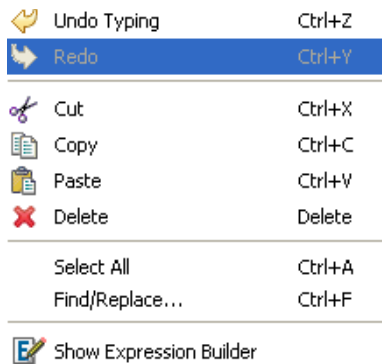 Undo Typing Ctrl+Z
Redo Ctrl+Y
Cut Ctrl+X
Copy Ctrl+C
Paste Ctrl+V
Delete Delete
Select All Ctrl+A
Find/Replace... Ctrl+F
Show Expression Builder